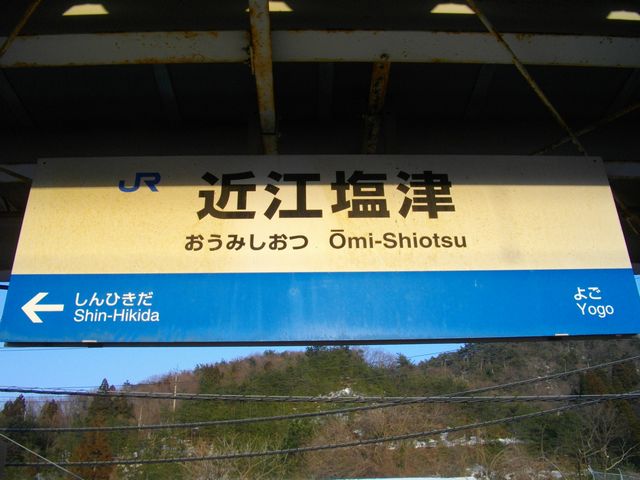 JR 近江塩津
おうみしおつ Ōmi-Shiotsu
← しんひきだ
Shin-Hikida
よご
Yogo